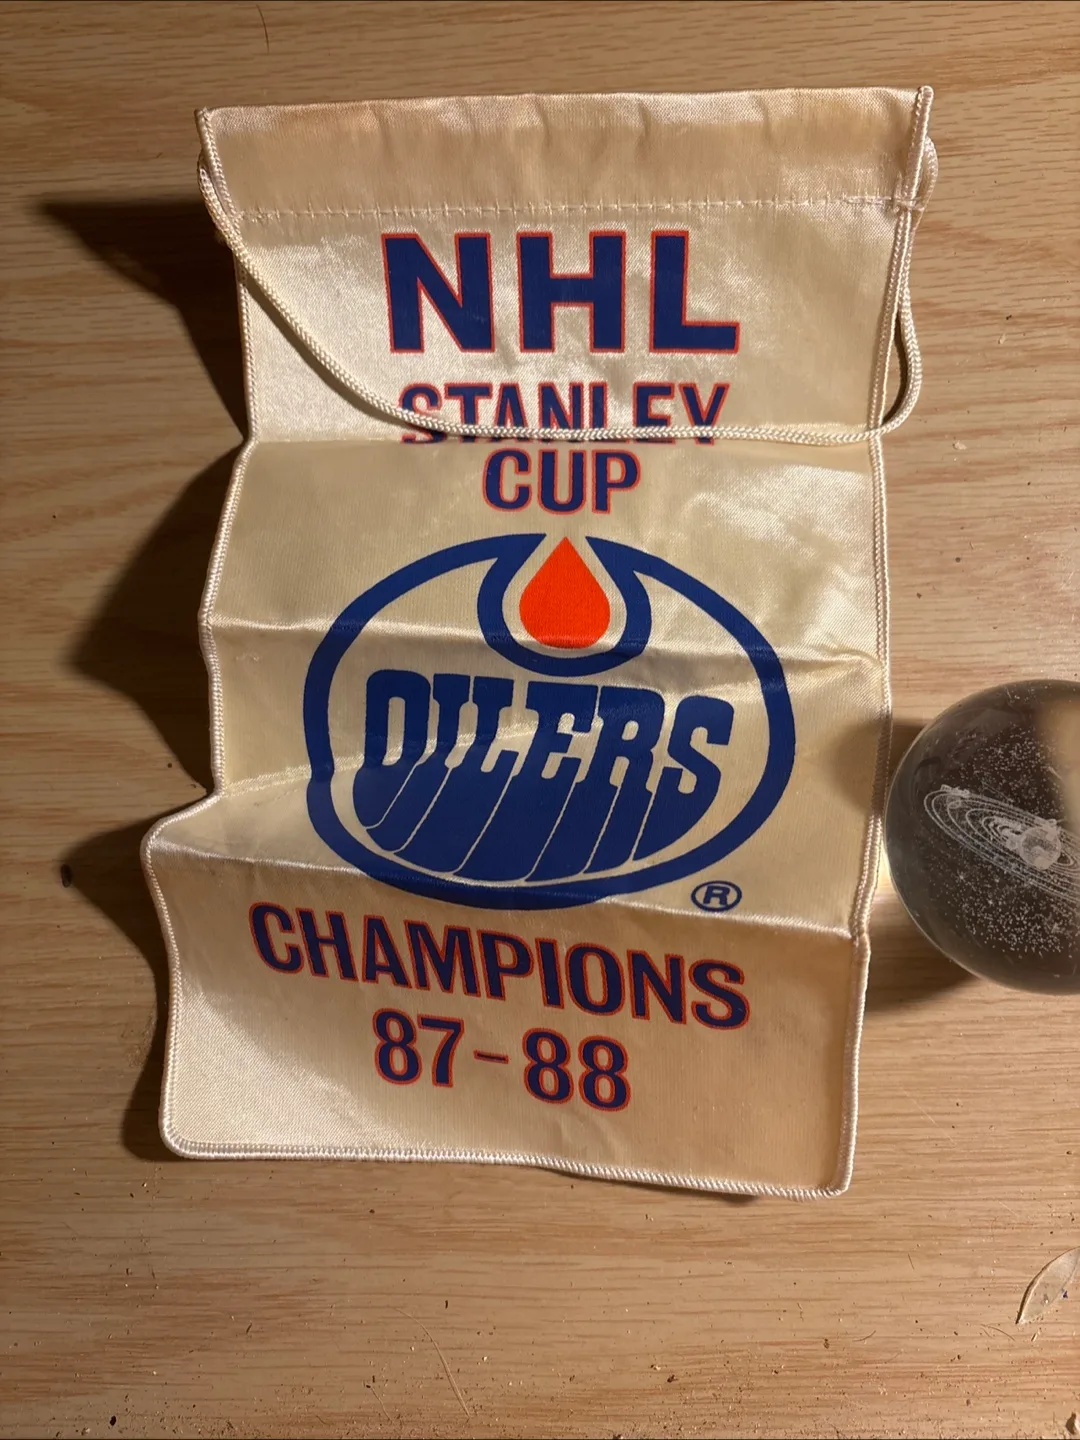 NHL
STANLEY
CUP
OILERS
®
CHAMPIONS
87-88